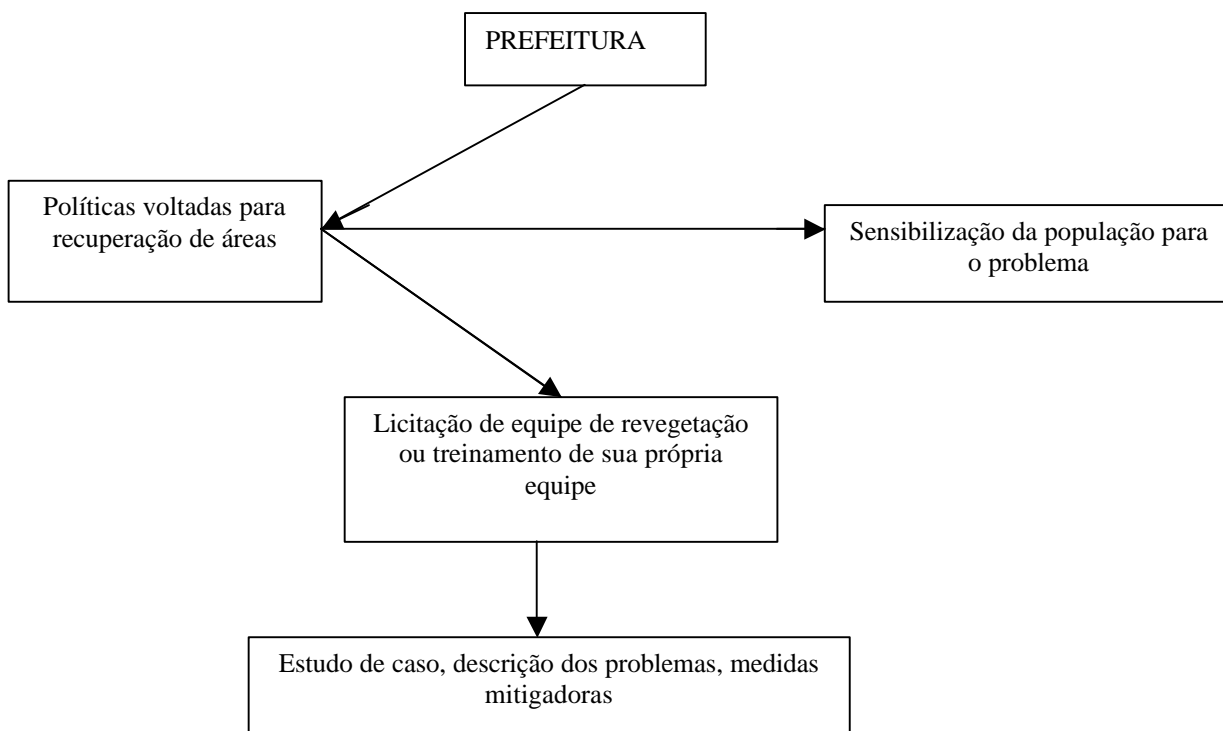 PREFEITURA
Políticas voltadas para
recuperação de áreas
Sensibilização da população para
o problema
Licitação de equipe de revegetação
ou treinamento de sua própria
equipe
Estudo de caso, descrição dos problemas, medidas
mitigadoras